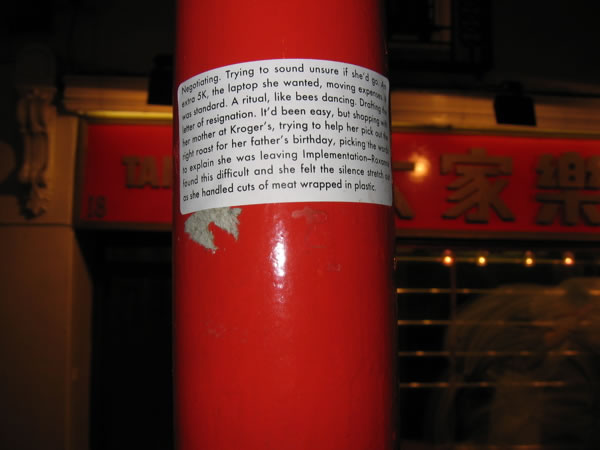 Negotiating. Trying to sound unsure if she'd go. An
extra 5K, the laptop she wanted, moving expenses. It
was standard. A ritual, like bees dancing. Drafting the
letter of resignation. It'd been easy, but shopping with
her mother at Kroger's, trying to help her pick out the
right roast for her father's birthday, picking the words
to explain she was leaving Implementation—Roxanne
found this difficult and she felt the silence stretch out
as she handled cuts of meat wrapped in plastic.
大家樂
18